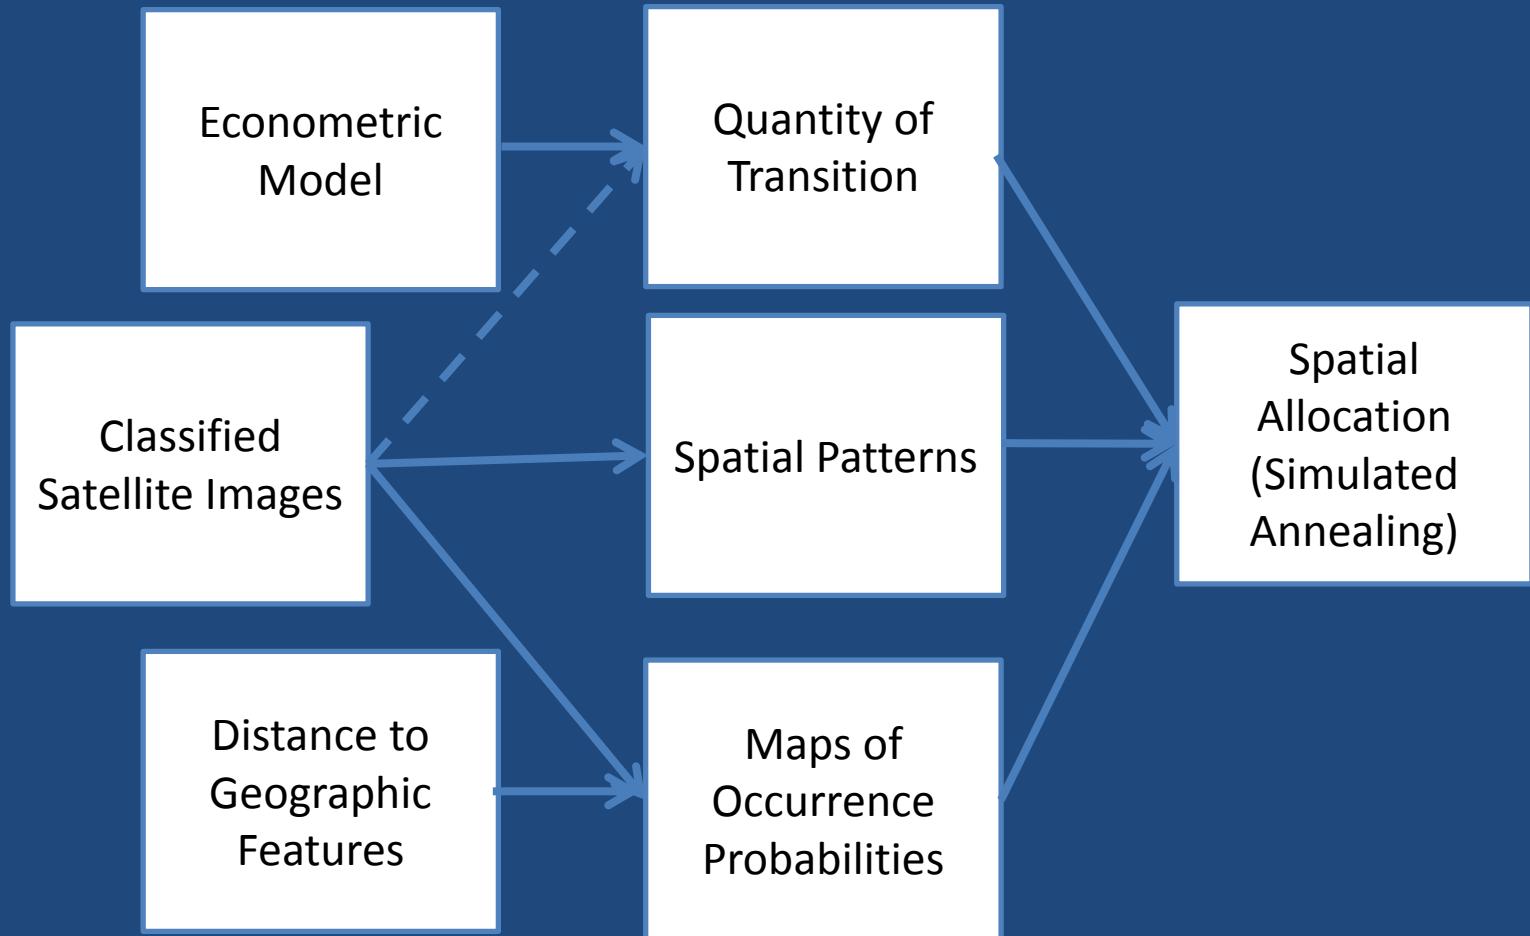 Econometric
Model
Quantity of
Transition
Classified
Satellite Images
Spatial Patterns
Spatial
Allocation
(Simulated
Annealing)
Distance to
Geographic
Features
Maps of
Occurrence
Probabilities